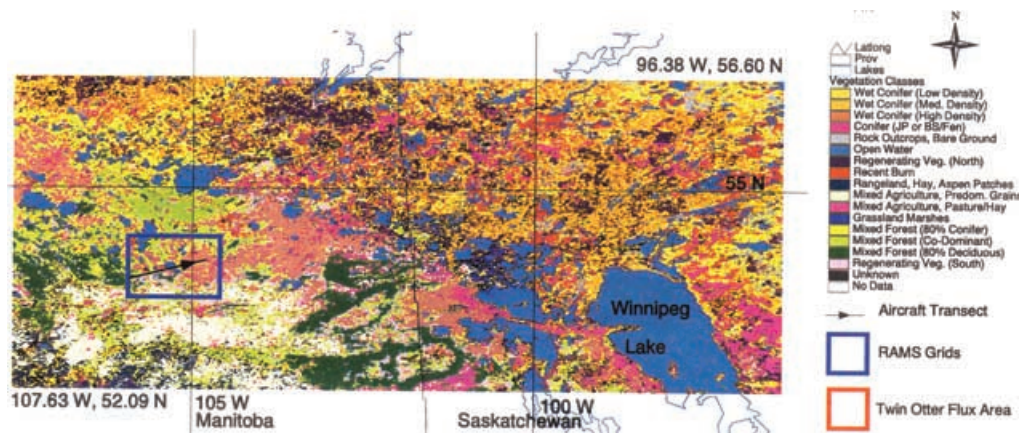 N
96.38 W, 56.60 N
55 N
Winnipeg
Lake
107.63 W, 52.09 N
105 W
100 W
Manitoba
Saskatchewan
Latlong
Prov
Lakes
Vegetation Classes
Wet Conifer (Low Density)
Wet Conifer (Med. Density)
Wet Conifer (High Density)
Conifer (JP or BS/Fen)
Rock Outcrops, Bare Ground
Open Water
Regenerating Veg. (North)
Recent Burn
Rangeland, Hay, Aspen Patches
Mixed Agriculture, Predom. Grains
Mixed Agriculture, Pasture/Hay
Grassland Marshes
Mixed Forest (80% Conifer)
Mixed Forest (Co-Dominant)
Mixed Forest (80% Deciduous)
Regenerating Veg. (South)
Unknown
No Data
Aircraft Transect
RAMS Grids
Twin Otter Flux Area